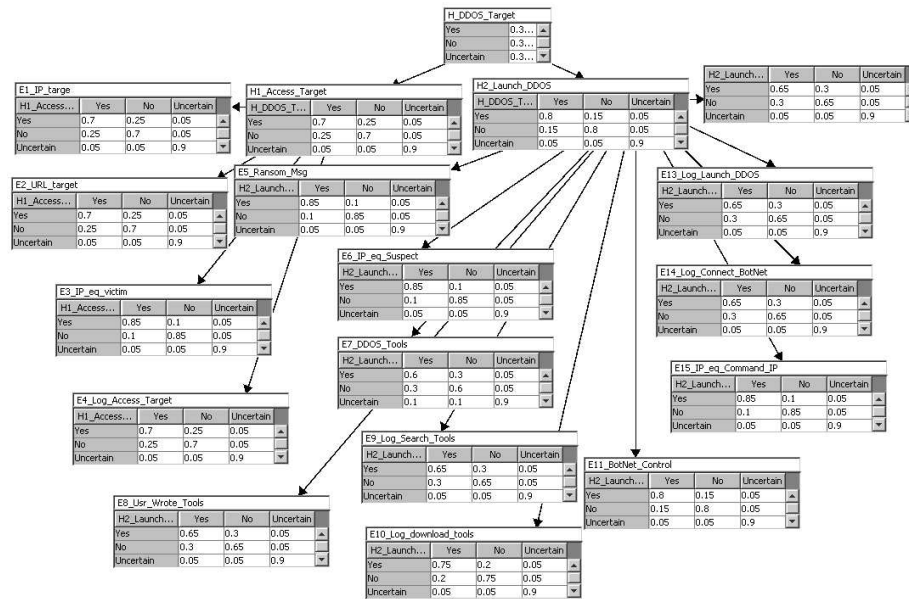 H_DDOS_Target
Yes 0.3...
No 0.3...
Uncertain 0.3...
E1_IP_targe
H1_Access... Yes No Uncertain
Yes 0.7 0.25 0.05
No 0.25 0.7 0.05
Uncertain 0.05 0.05 0.9
H1_Access_Target
H_DDOS_T... Yes No Uncertain
Yes 0.7 0.25 0.05
No 0.25 0.7 0.05
Uncertain 0.05 0.05 0.9
H2_Launch_DDOS
H_DDOS_T... Yes No Uncertain
Yes 0.8 0.15 0.05
No 0.15 0.8 0.05
Uncertain 0.05 0.05 0.9
H2_Launch... Yes No Uncertain
Yes 0.65 0.3 0.05
No 0.3 0.65 0.05
Uncertain 0.05 0.05 0.9
E2_URL_target
H1_Access... Yes No Uncertain
Yes 0.7 0.25 0.05
No 0.25 0.7 0.05
Uncertain 0.05 0.05 0.9
E5_Ransom_Msg
H2_Launch... Yes No Uncertain
Yes 0.85 0.1 0.05
No 0.1 0.85 0.05
Uncertain 0.05 0.05 0.9
E13_Log_Launch_DDOS
H2_Launch... Yes No Uncertain
Yes 0.65 0.3 0.05
No 0.3 0.65 0.05
Uncertain 0.05 0.05 0.9
E6_IP_eq_Suspect
H2_Launch... Yes No Uncertain
Yes 0.85 0.1 0.05
No 0.1 0.85 0.05
Uncertain 0.05 0.05 0.9
E14_Log_Connect_BotNet
H2_Launch... Yes No Uncertain
Yes 0.65 0.3 0.05
No 0.3 0.65 0.05
Uncertain 0.05 0.05 0.9
E3_IP_eq_victim
H1_Access... Yes No Uncertain
Yes 0.85 0.1 0.05
No 0.1 0.85 0.05
Uncertain 0.05 0.05 0.9
E7_DDOS_Tools
H2_Launch... Yes No Uncertain
Yes 0.6 0.3 0.05
No 0.3 0.6 0.05
Uncertain 0.1 0.1 0.9
E15_IP_eq_Command_IP
H2_Launch... Yes No Uncertain
Yes 0.85 0.1 0.05
No 0.1 0.85 0.05
Uncertain 0.05 0.05 0.9
E4_Log_Access_Target
H1_Access... Yes No Uncertain
Yes 0.7 0.25 0.05
No 0.25 0.7 0.05
Uncertain 0.05 0.05 0.9
E9_Log_Search_Tools
H2_Launch... Yes No Uncertain
Yes 0.65 0.3 0.05
No 0.3 0.65 0.05
Uncertain 0.05 0.05 0.9
E11_BotNet_Control
H2_Launch... Yes No Uncertain
Yes 0.8 0.15 0.05
No 0.15 0.8 0.05
Uncertain 0.05 0.05 0.9
E8_Usr_Wrote_Tools
H2_Launch... Yes No Uncertain
Yes 0.65 0.3 0.05
No 0.3 0.65 0.05
Uncertain 0.05 0.05 0.9
E10_Log_download_tools
H2_Launch... Yes No Uncertain
Yes 0.75 0.2 0.05
No 0.2 0.75 0.05
Uncertain 0.05 0.05 0.9